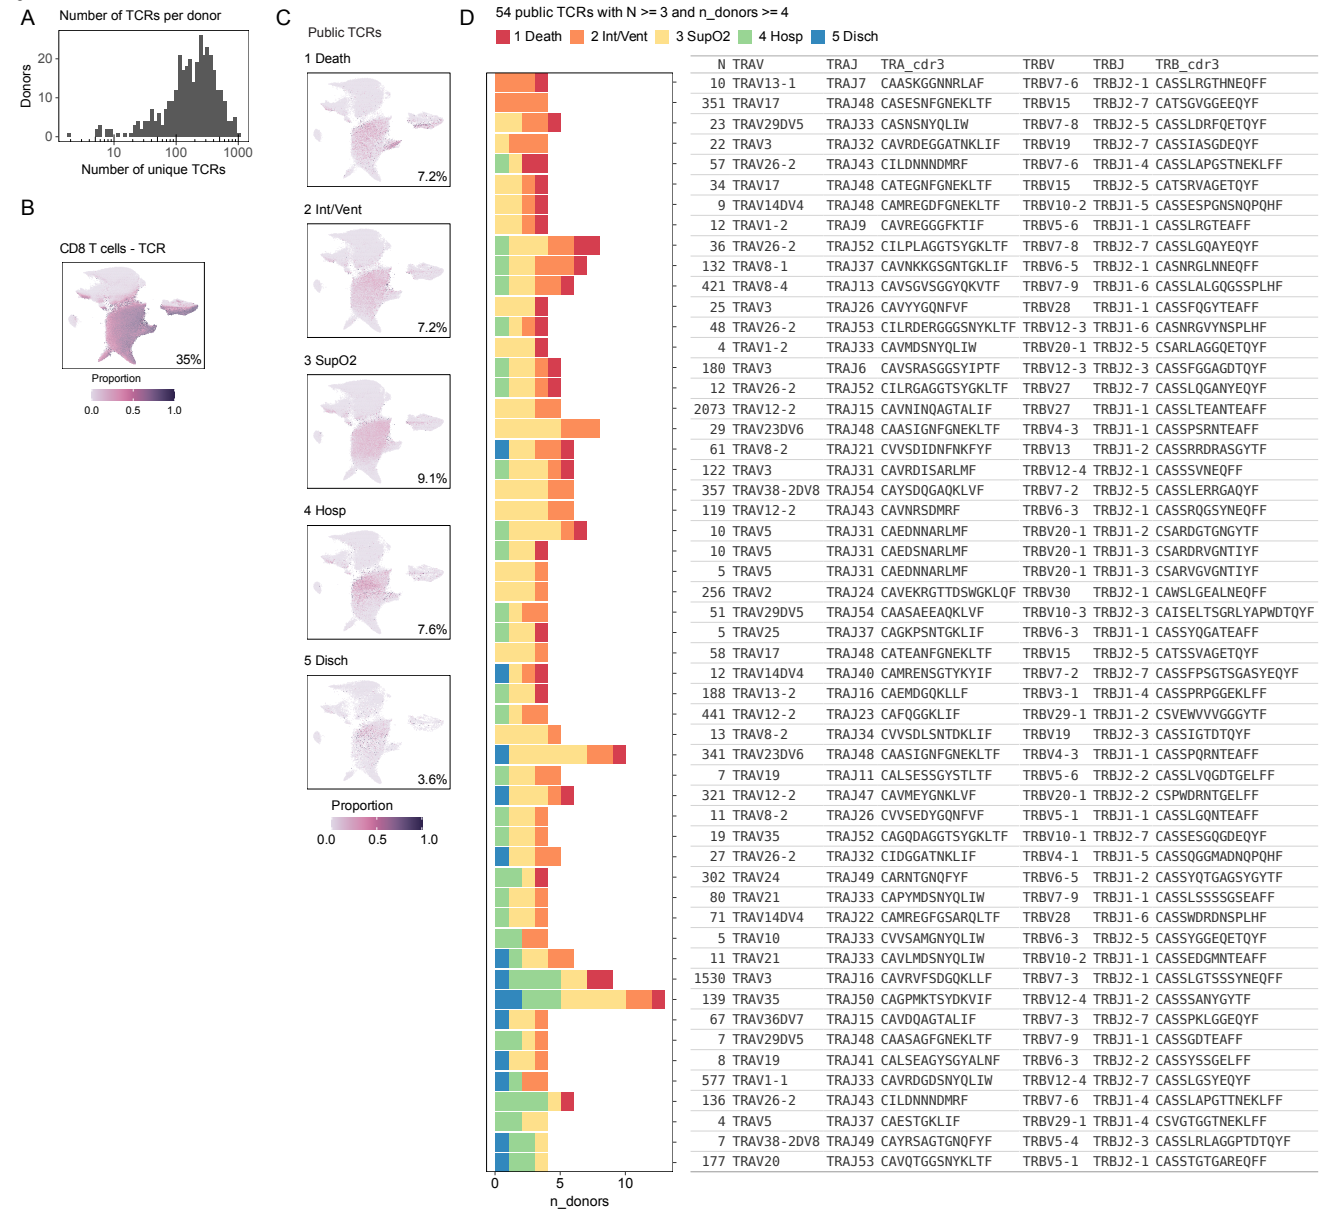 A
Number of TCRs per donor
Donors
20
10
0
10
100
1000
Number of unique TCRs
B
CD8 T cells - TCR
35%
Proportion
0.0 0.5 1.0
C
Public TCRs
1 Death
7.2%
2 Int/Vent
7.2%
3 SupO2
9.1%
4 Hosp
7.6%
5 Disch
3.6%
Proportion
0.0 0.5 1.0
D
54 public TCRs with N >= 3 and n_donors >= 4
1 Death 2 Int/Vent 3 SupO2 4 Hosp 5 Disch
N TRAV TRAJ TRA_cdr3 TRBV TRBJ TRB_cdr3
10 TRAV13-1 TRAJ7 CAASKGGNNRLAF TRBV7-6 TRBJ2-1 CASSLRGTHNEQFF
351 TRAV17 TRAJ48 CASESNFGNEKLTF TRBV15 TRBJ2-7 CATSGVGGEEQYF
23 TRAV29DV5 TRAJ33 CASNSNYQLIW TRBV7-8 TRBJ2-5 CASSLDRFQETQYF
22 TRAV3 TRAJ32 CAVRDEGGATNKLIF TRBV19 TRBJ2-7 CASSIASGDEQYF
57 TRAV26-2 TRAJ43 CILDNNNDMRF TRBV7-6 TRBJ1-4 CASSLAPGSTNEKLFF
34 TRAV17 TRAJ48 CATEGNFGNEKLTF TRBV15 TRBJ2-5 CATSRVAGETQYF
9 TRAV14DV4 TRAJ48 CAMREGDFGNEKLTF TRBV10-2 TRBJ1-5 CASSESPGNSNQPQHF
12 TRAV1-2 TRAJ9 CAVREGGGFKTIF TRBV5-6 TRBJ1-1 CASSLRGTEAFF
36 TRAV26-2 TRAJ52 CILPLAGGTSYGKLTF TRBV7-8 TRBJ2-7 CASSLGQAYEQYF
132 TRAV8-1 TRAJ37 CAVNKKGSGNTGKLIF TRBV6-5 TRBJ2-1 CASNRGLNNEQFF
421 TRAV8-4 TRAJ13 CAVSGVSGGYQKVTF TRBV7-9 TRBJ1-6 CASSLALGQGSSPLHF
25 TRAV3 TRAJ26 CAVYYGQNFVF TRBV28 TRBJ1-1 CASSFQGYTEAFF
48 TRAV26-2 TRAJ53 CILRDERGGGSNYKLTF TRBV12-3 TRBJ1-6 CASNRGVYNSPLHF
4 TRAV1-2 TRAJ33 CAVMDSNYQLIW TRBV20-1 TRBJ2-5 CSARLAGGQETQYF
180 TRAV3 TRAJ6 CAVSRASGGSYIPTF TRBV12-3 TRBJ2-3 CASSFGGAGDTQYF
12 TRAV26-2 TRAJ52 CILRGAGGTSYGKLTF TRBV27 TRBJ2-7 CASSLQGANYEQYF
2073 TRAV12-2 TRAJ15 CAVNINQAGTALIF TRBV27 TRBJ1-1 CASSLTEANTEAFF
29 TRAV23DV6 TRAJ48 CAASIGNFGNEKLTF TRBV4-3 TRBJ1-1 CASSPSRNTEAFF
61 TRAV8-2 TRAJ21 CVVSDIDNFNKFYF TRBV13 TRBJ1-2 CASSRRDRASGYTF
122 TRAV3 TRAJ31 CAVRDISARLMF TRBV12-4 TRBJ2-1 CASSSVNEQFF
357 TRAV38-2DV8 TRAJ54 CAYSDQGAQKLVF TRBV7-2 TRBJ2-5 CASSLERRGAQYF
119 TRAV12-2 TRAJ43 CAVNRSDMRF TRBV6-3 TRBJ2-1 CASSRQGSYNEQFF
10 TRAV5 TRAJ31 CAEDNNARLMF TRBV20-1 TRBJ1-2 CSARDGTGNGYTF
10 TRAV5 TRAJ31 CAEDSNARLMF TRBV20-1 TRBJ1-3 CSARDRVGNTIYF
5 TRAV5 TRAJ31 CAEDNNARLMF TRBV20-1 TRBJ1-3 CSARVGVGNTIYF
256 TRAV2 TRAJ24 CAVEKRGTTDSWGKLQF TRBV30 TRBJ2-1 CAWSLGEALNEQFF
51 TRAV29DV5 TRAJ54 CAASAEEAQKLVF TRBV10-3 TRBJ2-3 CAISELTSGRLYAPWDTQYF
5 TRAV25 TRAJ37 CAGKPSNTGKLIF TRBV6-3 TRBJ1-1 CASSYQGATEAFF
58 TRAV17 TRAJ48 CATEANFGNEKLTF TRBV15 TRBJ2-5 CATSSVAGETQYF
12 TRAV14DV4 TRAJ40 CAMRENSGTYKYIF TRBV7-2 TRBJ2-7 CASSFPSGTSGASYEQYF
188 TRAV13-2 TRAJ16 CAEMDGQKLLF TRBV3-1 TRBJ1-4 CASSPRPGGEKLFF
441 TRAV12-2 TRAJ23 CAFQGGKLIF TRBV29-1 TRBJ1-2 CSVEWVVVGGGYTF
13 TRAV8-2 TRAJ34 CVVSDLSNTDKLIF TRBV19 TRBJ2-3 CASSIGTDTQYF
341 TRAV23DV6 TRAJ48 CAASIGNFGNEKLTF TRBV4-3 TRBJ1-1 CASSPQRNTEAFF
7 TRAV19 TRAJ11 CALSESSGYSTLTF TRBV5-6 TRBJ2-2 CASSLVQGDTGELFF
321 TRAV12-2 TRAJ47 CAVMEYGNKLVF TRBV20-1 TRBJ2-2 CSPWDRNTGELFF
11 TRAV8-2 TRAJ26 CVVSEDYGQNFVF TRBV5-1 TRBJ1-1 CASSLGQNTEAFF
19 TRAV35 TRAJ52 CAGQDAGGTSYGKLTF TRBV10-1 TRBJ2-7 CASSESGQGDEQYF
27 TRAV26-2 TRAJ32 CIDGGATNKLIF TRBV4-1 TRBJ1-5 CASSQGGMADNQPQHF
302 TRAV24 TRAJ49 CARNTGNQFYF TRBV6-5 TRBJ1-2 CASSYQTGAGSYGYTF
80 TRAV21 TRAJ33 CAPYMDSNYQLIW TRBV7-9 TRBJ1-1 CASSLSSSSGSEAFF
71 TRAV14DV4 TRAJ22 CAMREGFGSARQLTF TRBV28 TRBJ1-6 CASSWDRDNSPLHF
5 TRAV10 TRAJ33 CVVSAMGNYQLIW TRBV6-3 TRBJ2-5 CASSYGGEQETQYF
11 TRAV21 TRAJ33 CAVLMDSNYQLIW TRBV10-2 TRBJ1-1 CASSEDGMNTEAFF
1530 TRAV3 TRAJ16 CAVRVFSDGQKLLF TRBV7-3 TRBJ2-1 CASSLGTSSSYNEQFF
139 TRAV35 TRAJ50 CAGPMKTSYDKVIF TRBV12-4 TRBJ1-2 CASSSANYGYTF
67 TRAV36DV7 TRAJ15 CAVDQAGTALIF TRBV7-3 TRBJ2-7 CASSPKLGGEQYF
7 TRAV29DV5 TRAJ48 CAASAGFGNEKLTF TRBV7-9 TRBJ1-1 CASSGDTEAFF
8 TRAV19 TRAJ41 CALSEAGYSGYALNF TRBV6-3 TRBJ2-2 CASSYSSGELFF
577 TRAV1-1 TRAJ33 CAVRDGDSNYQLIW TRBV12-4 TRBJ2-7 CASSLGSYEQYF
136 TRAV26-2 TRAJ43 CILDNNNDMRF TRBV7-6 TRBJ1-4 CASSLAPGTTNEKLFF
4 TRAV5 TRAJ37 CAESTGKLIF TRBV29-1 TRBJ1-4 CSVGTGGTNEKLFF
7 TRAV38-2DV8 TRAJ49 CAYRSAGTGNQFYF TRBV5-4 TRBJ2-3 CASSLRLAGGPTDTQYF
177 TRAV20 TRAJ53 CAVQTGGSNYKLTF TRBV5-1 TRBJ2-1 CASSTGTGAREQFF
0 5 10
n_donors